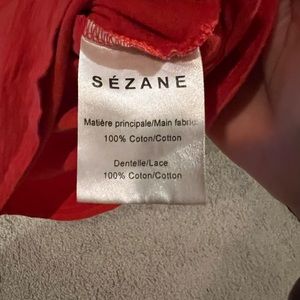 SÉZANE
Matière principale/Main fabric
100% Coton/Cotton
Dentelle/Lace
100% Coton/Cotton